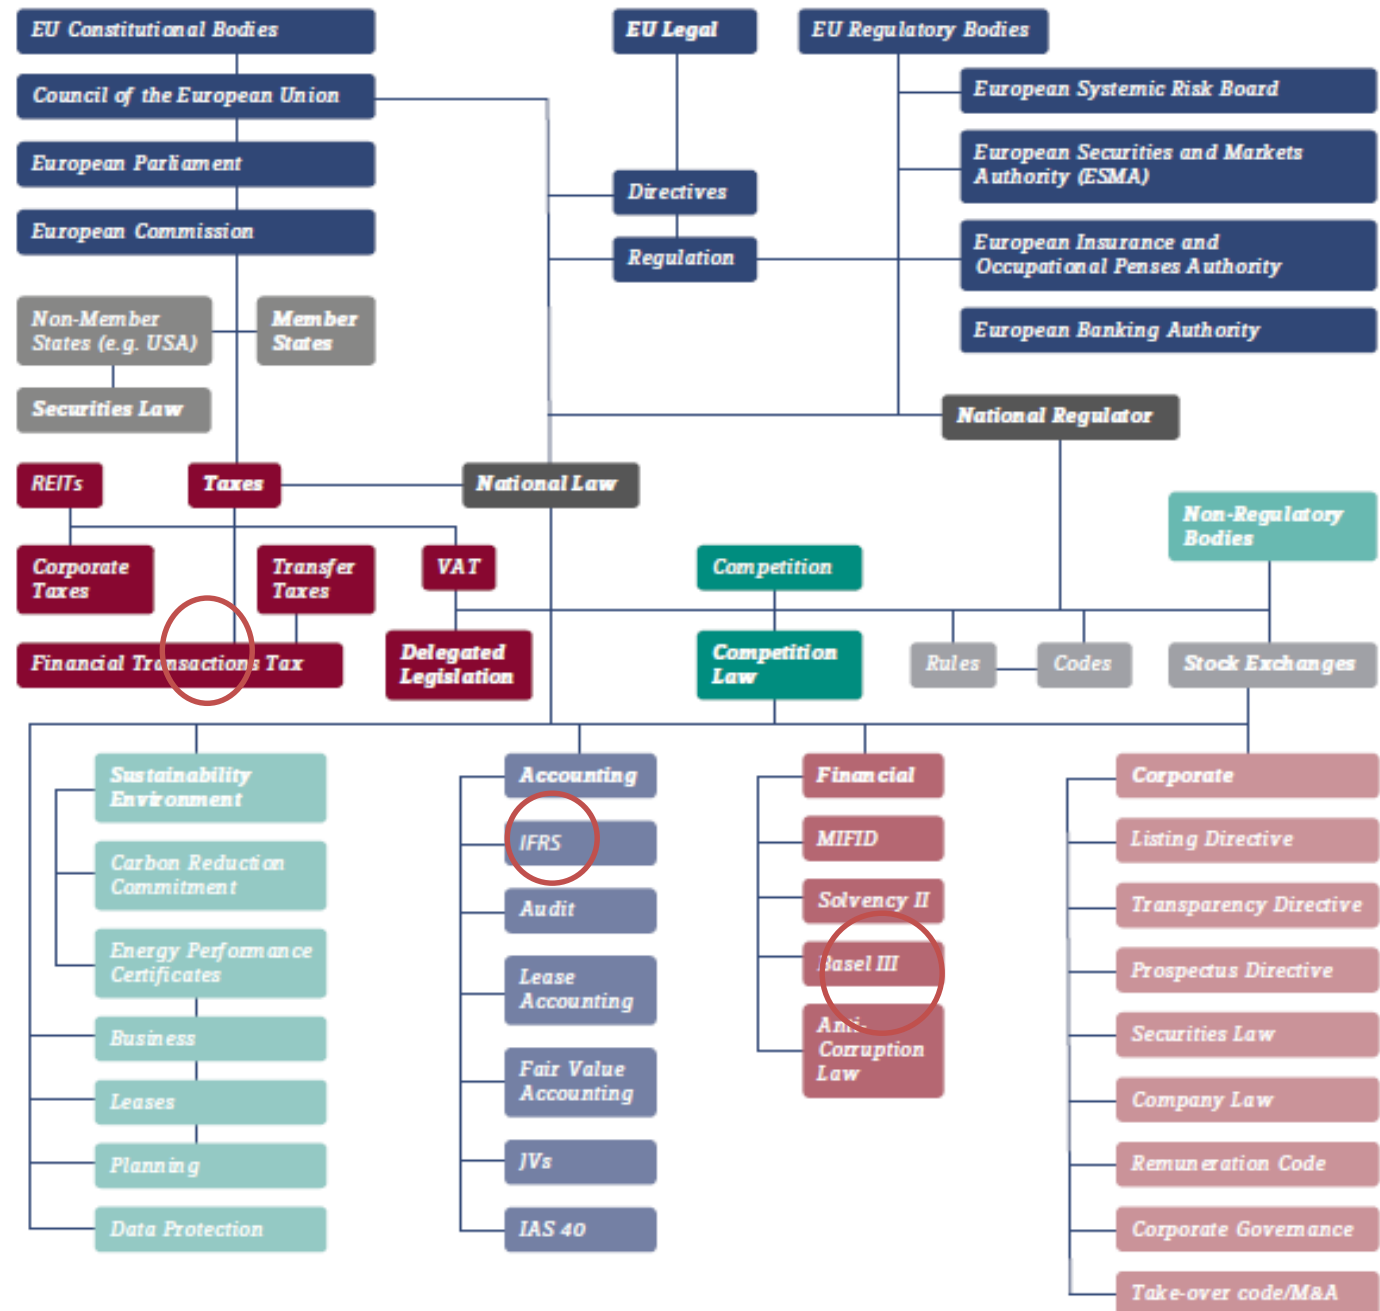 EU Constitutional Bodies
EU Legal
EU Regulatory Bodies
Council of the European Union
European Systemic Risk Board
European Parliament
European Securities and Markets
Authority (ESMA)
Directives
European Commission
Regulation
European Insurance and
Occupational Penses Authority
Non-Member
States (e.g. USA)
Member
States
European Banking Authority
Securities Law
National Regulator
REITs
Taxes
National Law
Non-Regulatory
Bodies
Corporate
Taxes
Transfer
Taxes
VAT
Competition
Financial Transactions Tax
Delegated
Legislation
Competition
Law
Rules
Codes
Stock Exchanges
Sustainability
Environment
Carbon Reduction
Commitment
Energy Performance
Certificates
Business
Leases
Planning
Data Protection
Accounting
IFRS
Audit
Lease
Accounting
Fair Value
Accounting
JVs
IAS 40
Financial
MIFID
Solvency II
Basel III
Anti-
Corruption
Law
Corporate
Listing Directive
Transparency Directive
Prospectus Directive
Securities Law
Company Law
Remuneration Code
Corporate Governance
Take-over code/M&A